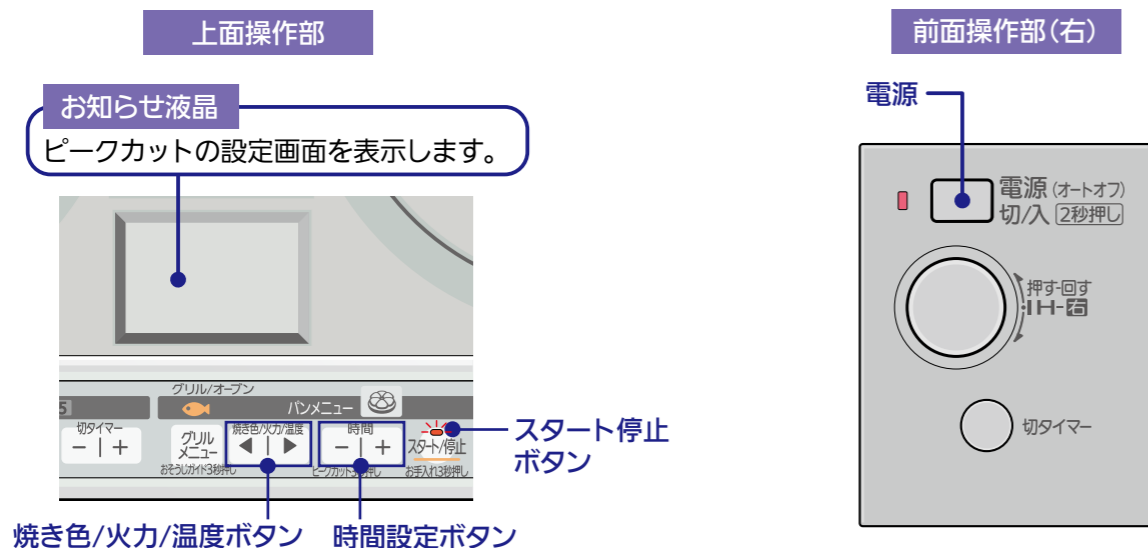 上面操作部
前面操作部(右)
お知らせ液晶
ピークカットの設定画面を表示します。
電源
電源(オートオフ)
切/入 2秒押し
押す-回す
IH-右
切タイマー
グリル/オーブン
5
パンメニュー
切タイマー
- | +
グリル
メニュー
おそうじガイド3秒押し
焼き色/火力/温度
◀ | ▶
時間
- | +
ピークカット3秒押し
スタート/停止
お手入れ3秒押し
スタート停止
ボタン
焼き色/火力/温度ボタン
時間設定ボタン